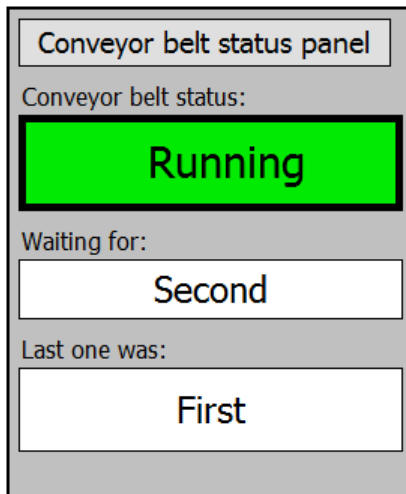 Conveyor belt status panel
Conveyor belt status:
Running
Waiting for:
Second
Last one was:
First